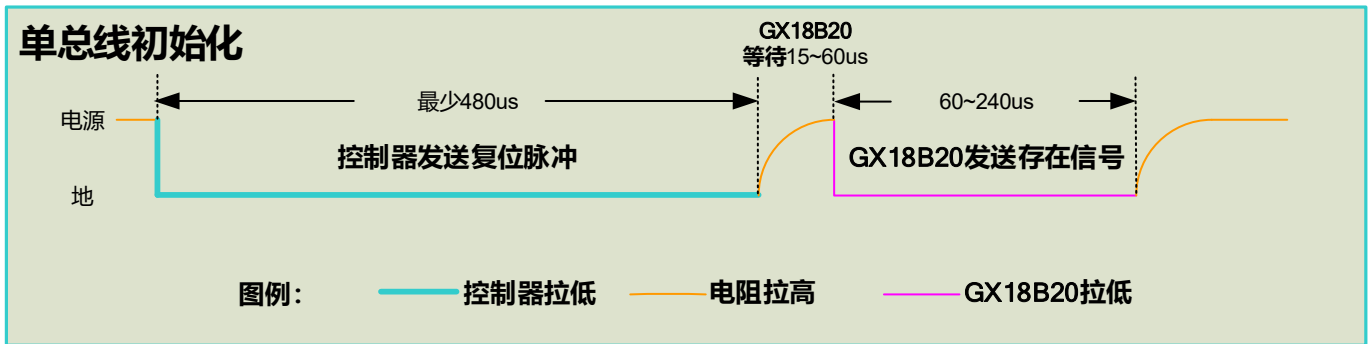 单总线初始化
GX18B20
等待15~60us
最少480us
60~240us
电源
控制器发送复位脉冲
GX18B20发送存在信号
地
图例：
控制器拉低
电阻拉高
GX18B20拉低